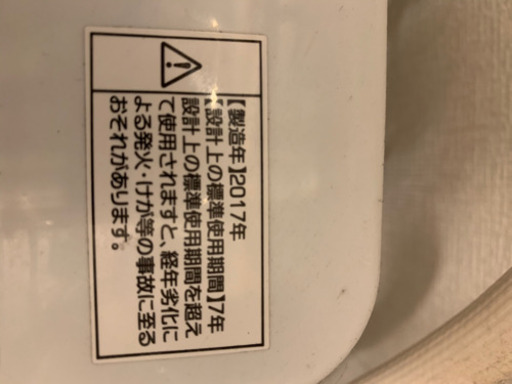 【製造年】2017年
【設計上の標準使用期間】7年
設計上の標準使用期間を超え
て使用されますと、経年劣化に
よる発火・けが等の事故に至る
おそれがあります。